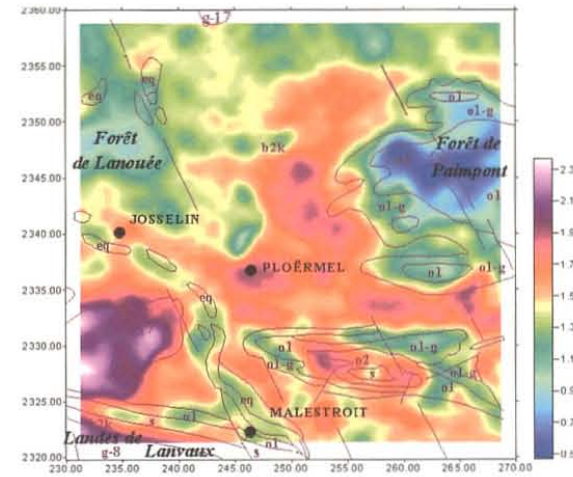 2360.00
g-17
2355.00
eq
eq
o1
o1-g
2350.00
Forêt
de Lanouée
b2k
Forêt de
Paimpont
2345.00
o1
o1-g
JOSSELIN
2340.00
eq
o1
o1-g
PLOËRMEL
2335.00
eq
2330.00
o1
o1-g
o1-g
o2
s
o1-g
o1
2325.00
eq
s
o1
MALESTROIT
Landes de
Lanvaux
g-8
s
o1
2320.00
230.00 235.00 240.00 245.00 250.00 255.00 260.00 265.00 270.00